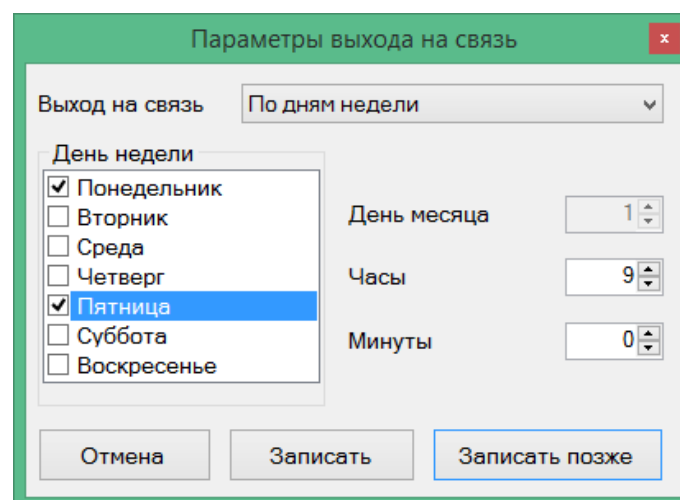 Параметры выхода на связь
x
Выход на связь По дням недели
День недели
Понедельник
Вторник
Среда
Четверг
Пятница
Суббота
Воскресенье
День месяца 1
Часы 9
Минуты 0
Отмена Записать Записать позже